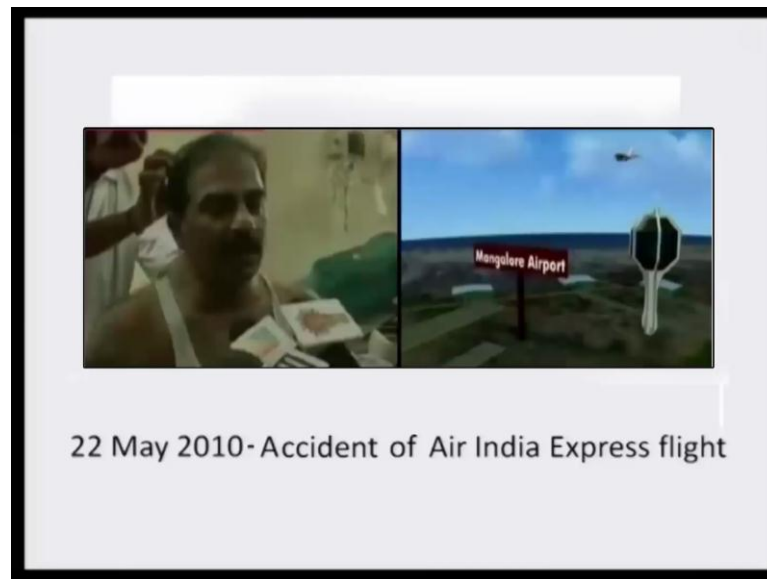 Mangalore Airport
22 May 2010-Accident of Air India Express flight